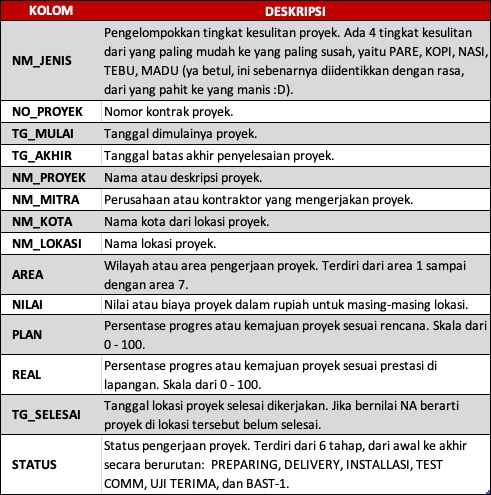 KOLOM DESKRIPSI
NM_JENIS
Pengelompokkan tingkat kesulitan proyek. Ada 4 tingkat kesulitan
dari yang paling mudah ke yang paling susah, yaitu PARE, KOPI, NASI,
TEBU, MADU (ya betul, ini sebenarnya diidentikkan dengan rasa,
dari yang pahit ke yang manis :D).
NO_PROYEK Nomor kontrak proyek.
TG_MULAI Tanggal dimulainya proyek.
TG_AKHIR Tanggal batas akhir penyelesaian proyek.
NM_PROYEK Nama atau deskripsi proyek.
NM_MITRA Perusahaan atau kontraktor yang mengerjakan proyek.
NM_KOTA Nama kota dari lokasi proyek.
NM_LOKASI Nama lokasi proyek.
AREA
Wilayah atau area pengerjaan proyek. Terdiri dari area 1 sampai
dengan area 7.
NILAI Nilai atau biaya proyek dalam rupiah untuk masing-masing lokasi.
PLAN
Persentase progres atau kemajuan proyek sesuai rencana. Skala dari
0 - 100.
REAL
Persentase progres atau kemajuan proyek sesuai prestasi di
lapangan. Skala dari 0 - 100.
TG_SELESAI
Tanggal lokasi proyek selesai dikerjakan. Jika bernilai NA berarti
proyek di lokasi tersebut belum selesai.
STATUS
Status pengerjaan proyek. Terdiri dari 6 tahap, dari awal ke akhir
secara berurutan: PREPARING, DELIVERY, INSTALLASI, TEST
COMM, UJI TERIMA, dan BAST-1.